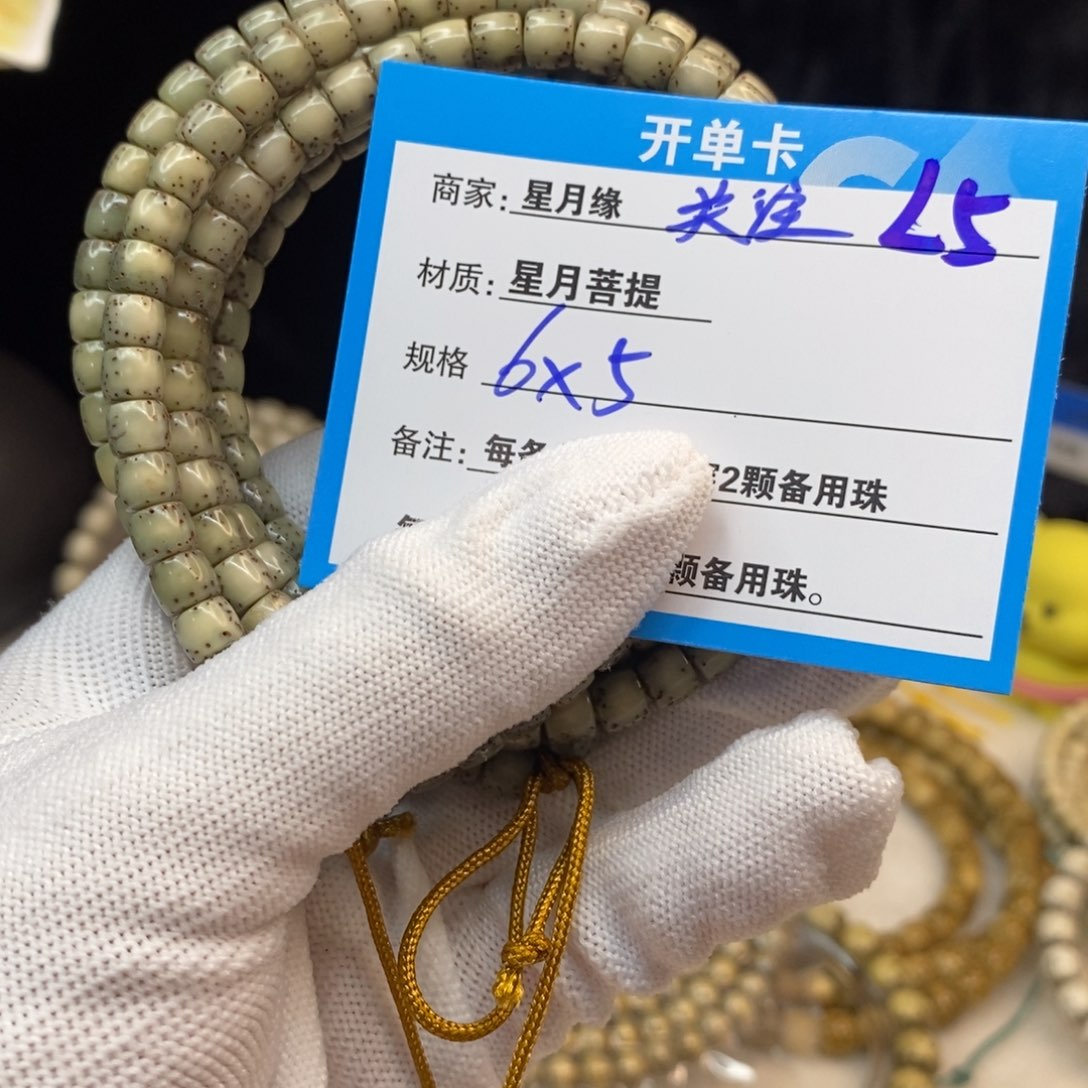 开单卡
商家: 星月缘 关注 L5
材质: 星月菩提
规格 6x5
备注: 每条 2颗备用珠
颗备用珠。